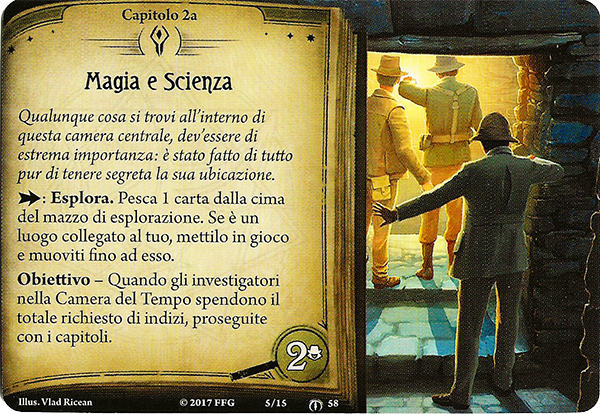 Capitolo 2a
Magia e Scienza
Qualunque cosa si trovi all'interno di
questa camera centrale, dev'essere di
estrema importanza: è stato fatto di tutto
pur di tenere segreta la sua ubicazione.
: Esplora. Pesca 1 carta dalla cima
del mazzo di esplorazione. Se è un
luogo collegato al tuo, mettilo in gioco
e muoviti fino ad esso.
Obiettivo – Quando gli investigatori
nella Camera del Tempo spendono il
totale richiesto di indizi, proseguite
con i capitoli.
2
Illus. Vlad Ricean © 2017 FFG 5/15 58